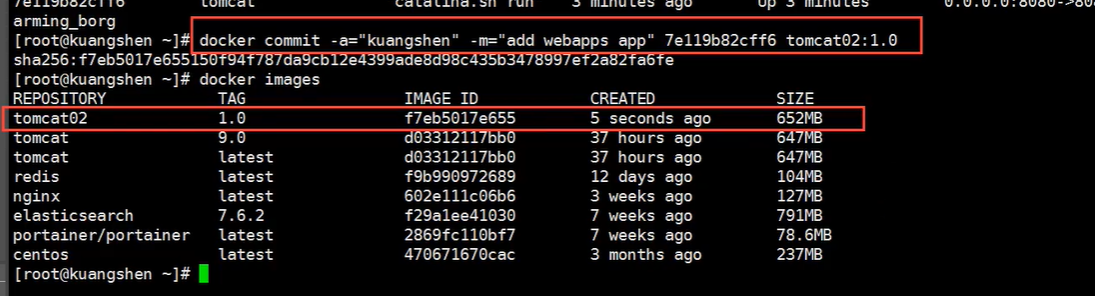 7e119b82cff6 tomcat "catalina.sh run" 3 minutes ago Up 3 minutes 0.0.0.0:8080->808
arming_borg
[root@kuangshen ~]# docker commit -a="kuangshen" -m="add webapps app" 7e119b82cff6 tomcat02:1.0
sha256:f7eb5017e655150f94f787da9cb12e4399ade8d98c435b3478997ef2a82fa6fe
[root@kuangshen ~]# docker images
REPOSITORY TAG IMAGE ID CREATED SIZE
tomcat02 1.0 f7eb5017e655 5 seconds ago 652MB
tomcat 9.0 d03312117bb0 37 hours ago 647MB
tomcat latest d03312117bb0 37 hours ago 647MB
redis latest f9b990972689 12 days ago 104MB
nginx latest 602e111c06b6 3 weeks ago 127MB
elasticsearch 7.6.2 f29a1ee41030 7 weeks ago 791MB
portainer/portainer latest 2869fc110bf7 7 weeks ago 78.6MB
centos latest 470671670cac 3 months ago 237MB
[root@kuangshen ~]#